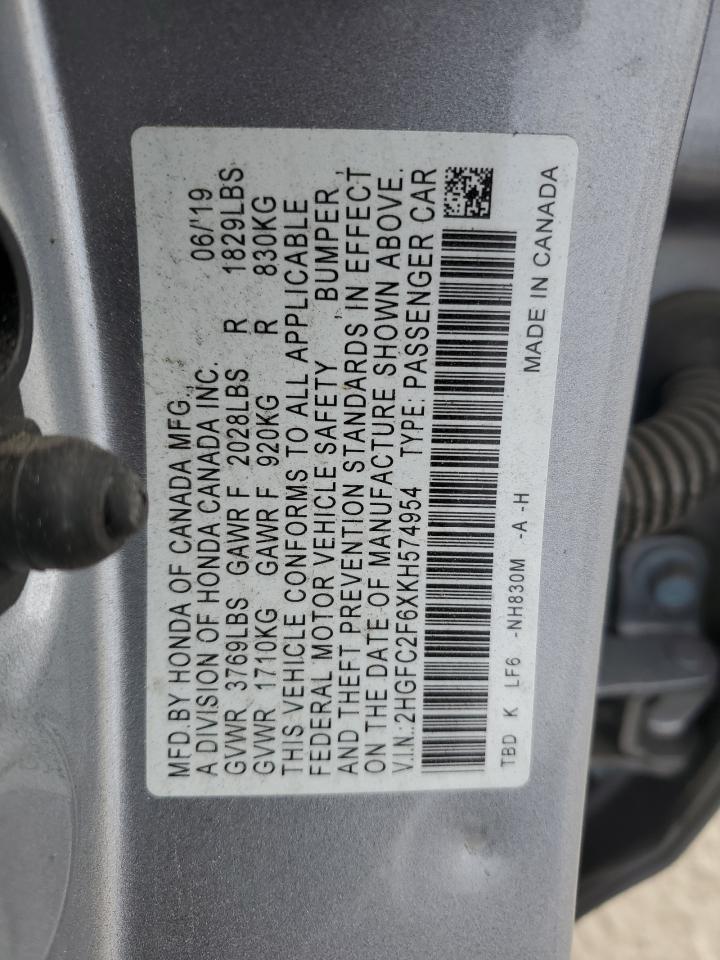 MFD.BY HONDA OF CANADA MFG., 06/'19
A DIVISION OF HONDA CANADA INC.
GVWR 3769LBS GAWR F 2028LBS R 1829LBS
GVWR 1710KG GAWR F 920KG R 830KG
THIS VEHICLE CONFORMS TO ALL APPLICABLE
FEDERAL MOTOR VEHICLE SAFETY , BUMPER ,
AND THEFT PREVENTION STANDARDS IN EFFECT
ON THE DATE OF MANUFACTURE SHOWN ABOVE.
V.I.N.:2HGFC2F6XKH574954 TYPE: PASSENGER CAR
TBD K LF6 -NH830M -A -H
MADE IN CANADA